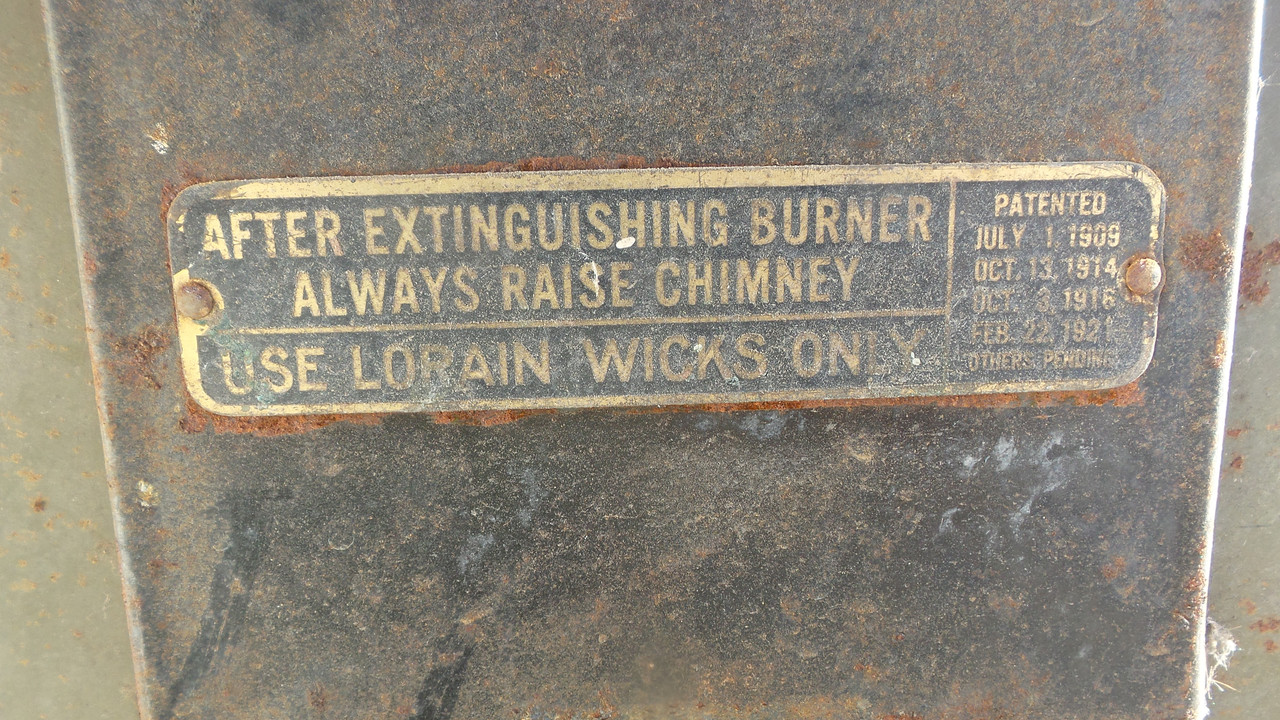 AFTER EXTINGUISHING BURNER
ALWAYS RAISE CHIMNEY
USE LORAIN WICKS ONLY
PATENTED
JULY 1 1909
OCT. 13, 1914
OCT. 3, 1916
FEB. 22, 1921
OTHERS PENDING